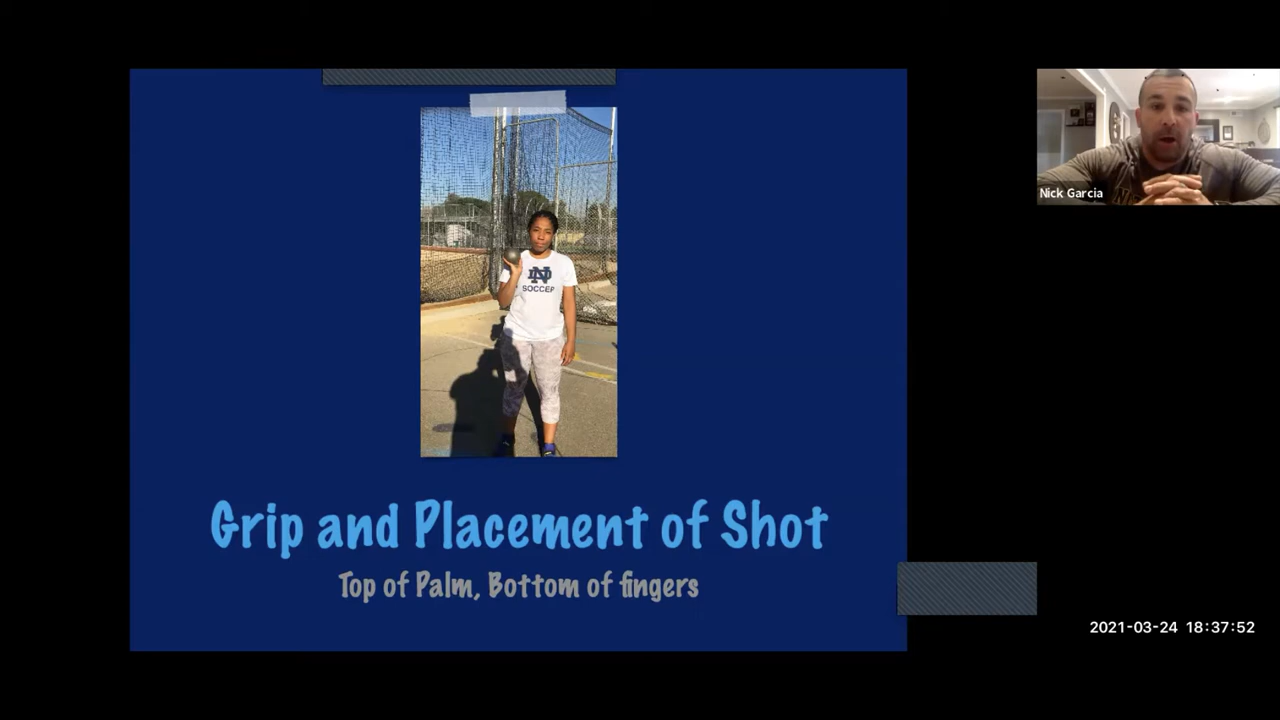 ND
SOCCER
Grip and Placement of Shot
Top of Palm, Bottom of fingers
Nick Garcia
2021-03-24 18:37:52